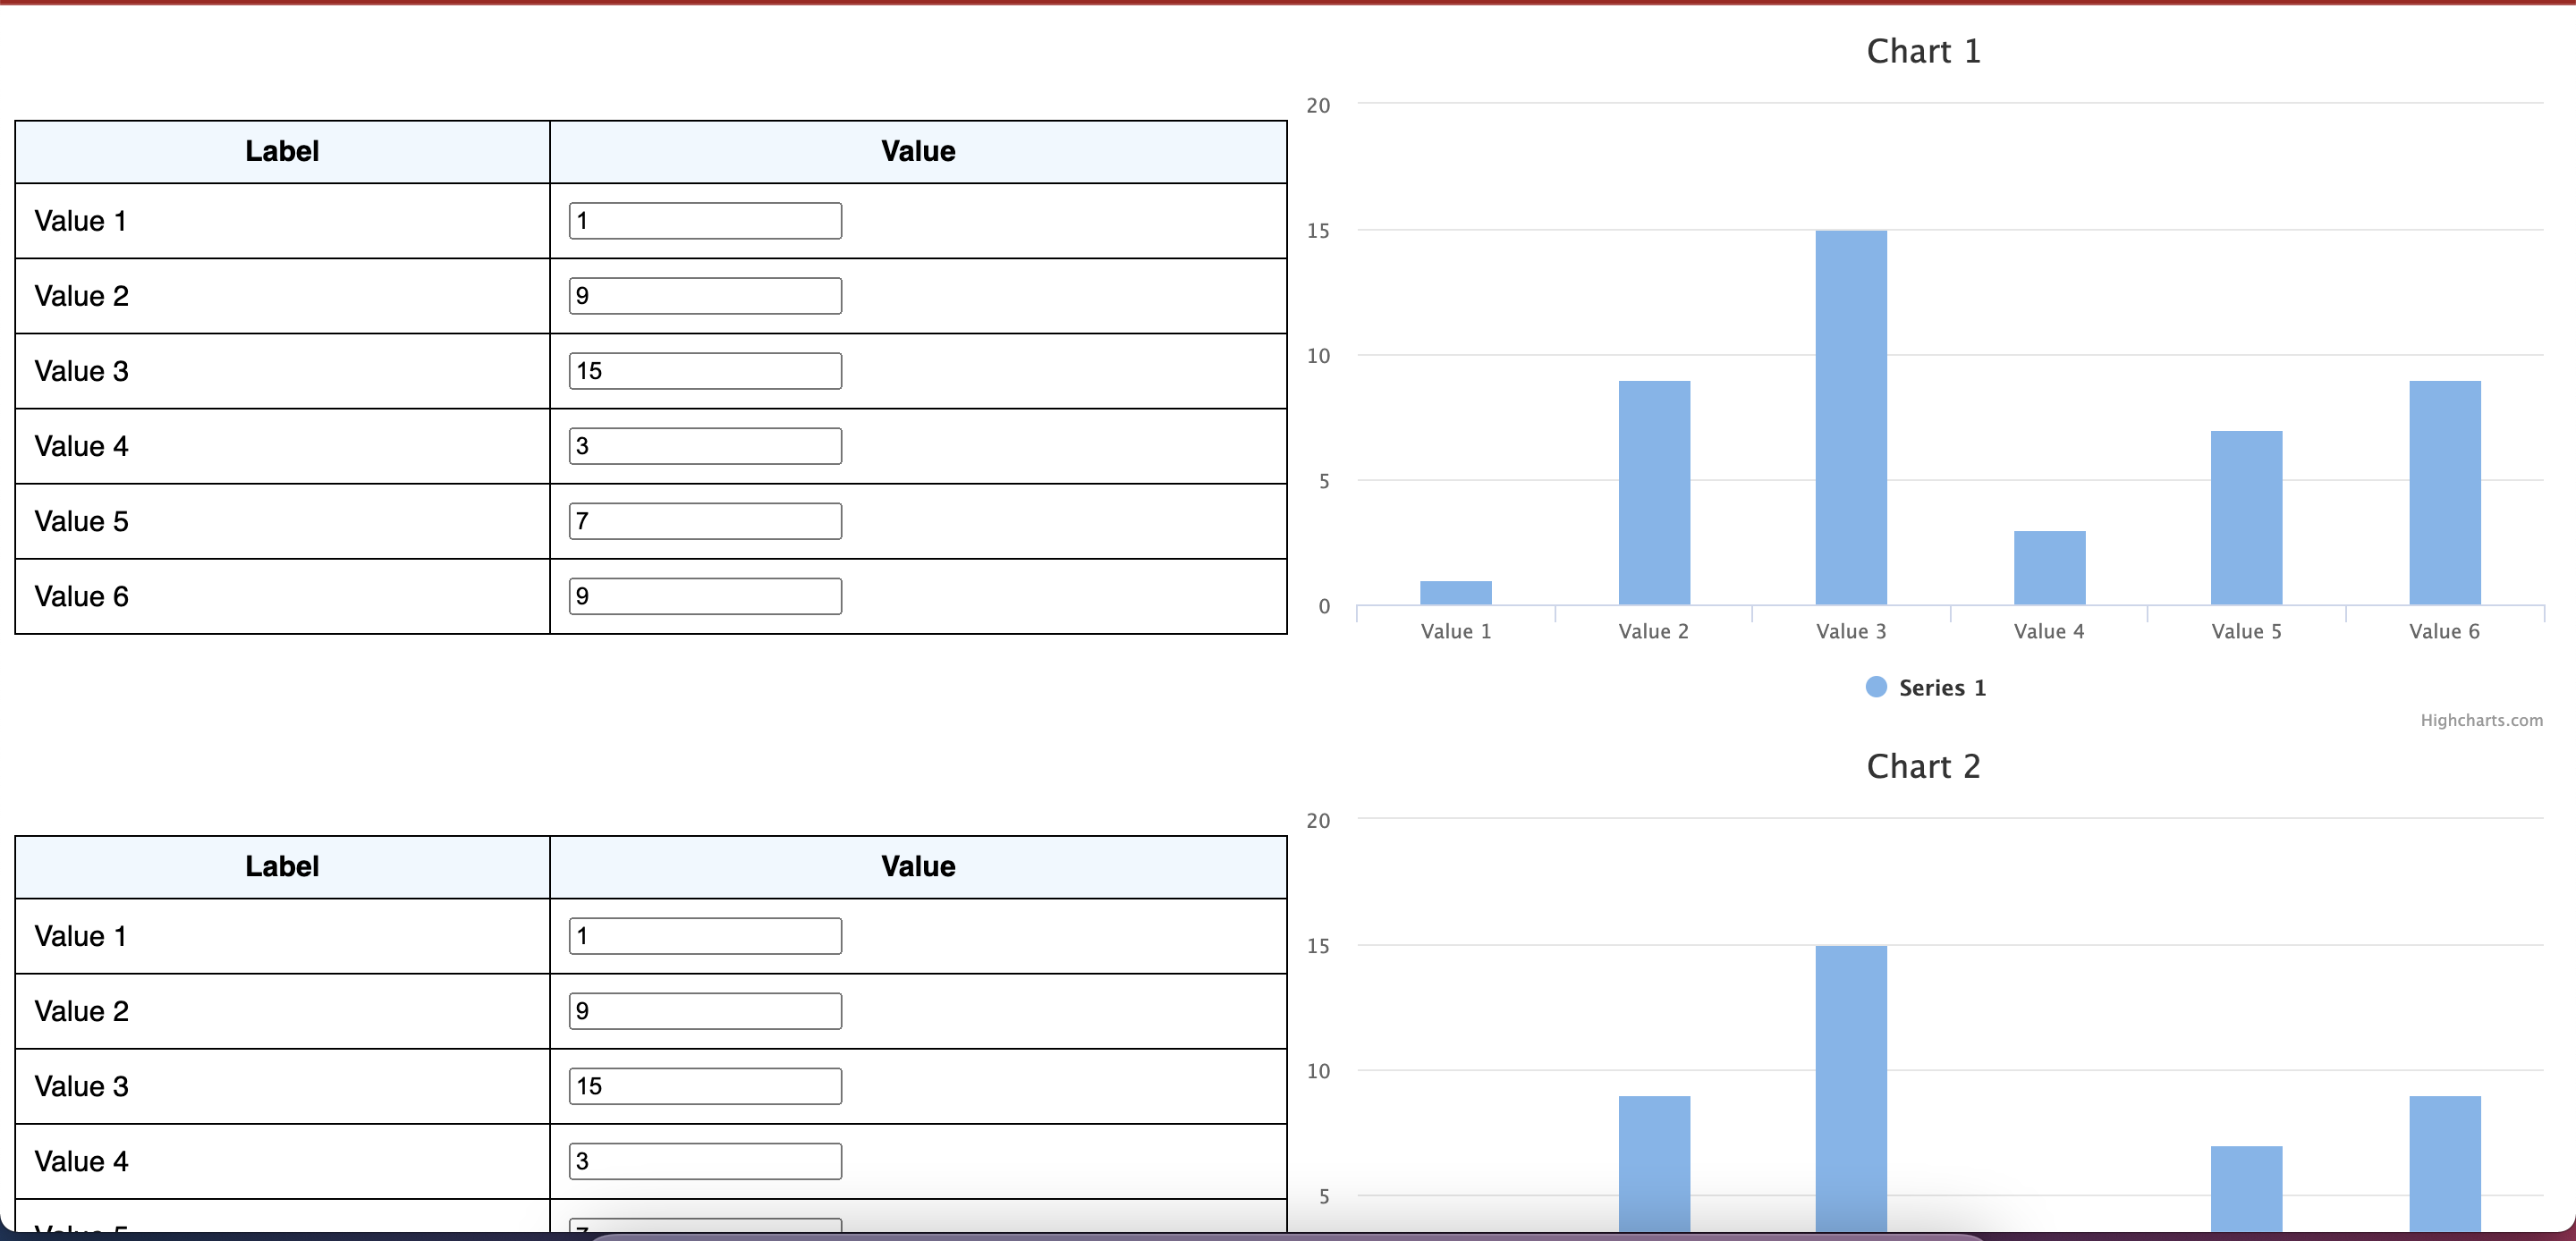 Chart 1
Label Value
Value 1 1
Value 2 9
Value 3 15
Value 4 3
Value 5 7
Value 6 9
20
15
10
5
0
Value 1 Value 2 Value 3 Value 4 Value 5 Value 6
Series 1
Highcharts.com
Chart 2
Label Value
Value 1 1
Value 2 9
Value 3 15
Value 4 3
20
15
10
5